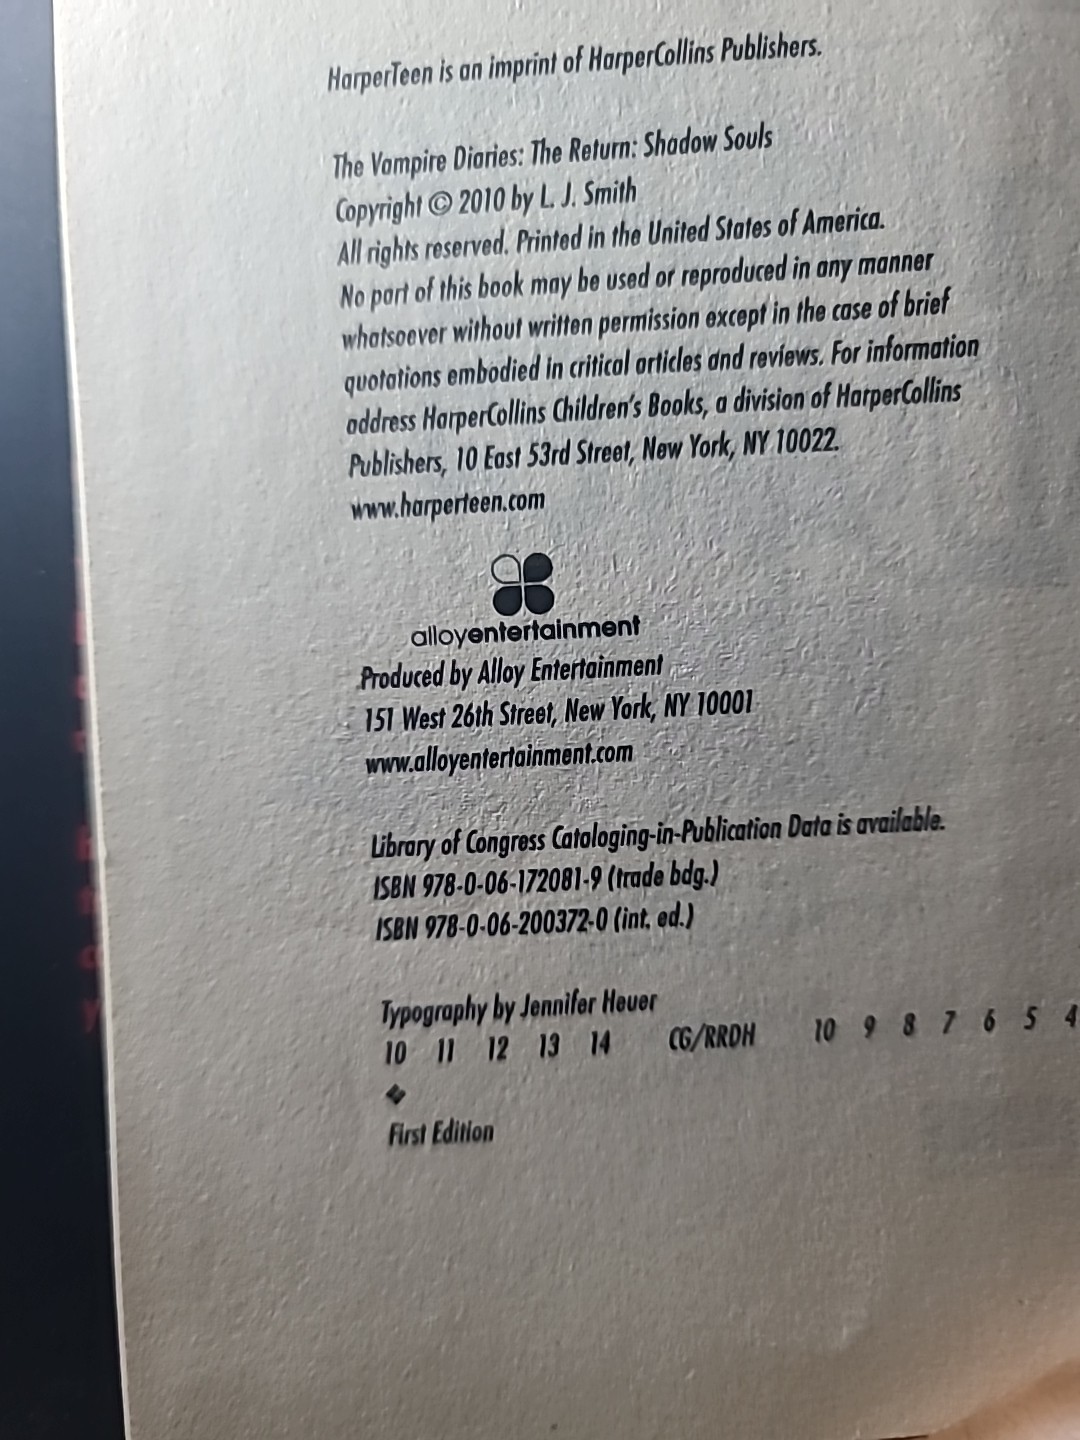 HarperTeen is an imprint of HarperCollins Publishers.
The Vampire Diaries: The Return: Shadow Souls
Copyright © 2010 by L. J. Smith
All rights reserved. Printed in the United States of America.
No part of this book may be used or reproduced in any manner
whatsoever without written permission except in the case of brief
quotations embodied in critical articles and reviews. For information
address HarperCollins Children's Books, a division of HarperCollins
Publishers, 10 East 53rd Street, New York, NY 10022.
www.harperteen.com
alloyentertainment
Produced by Alloy Entertainment
151 West 26th Street, New York, NY 10001
www.alloyentertainment.com
Library of Congress Cataloging-in-Publication Data is available.
ISBN 978-0-06-172081-9 (trade bdg.)
ISBN 978-0-06-200372-0 (int. ed.)
Typography by Jennifer Heuer
10 11 12 13 14 CG/RRDH 10 9 8 7 6 5 4
First Edition